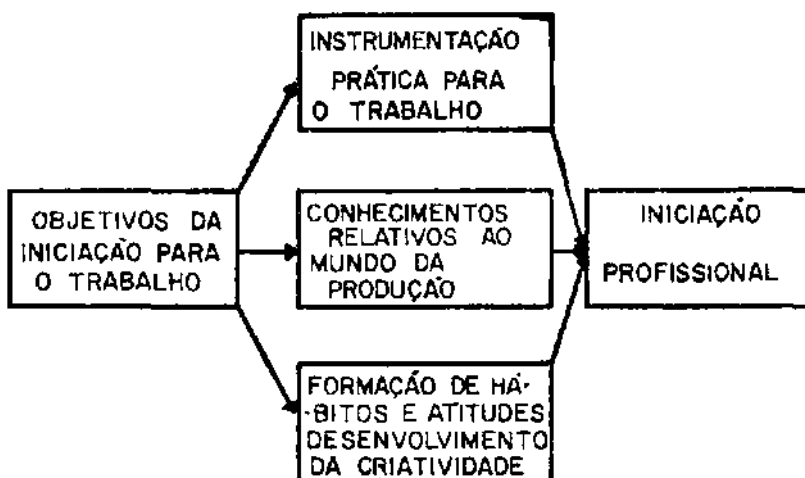 INSTRUMENTAÇÃO
PRÁTICA PARA
O TRABALHO
OBJETIVOS DA
INICIAÇÃO PARA
O TRABALHO
CONHECIMENTOS
RELATIVOS AO
MUNDO DA
PRODUÇÃO
INICIAÇÃO
PROFISSIONAL
FORMAÇÃO DE HÁ-
-BITOS E ATITUDES
DESENVOLVIMENTO
DA CRIATIVIDADE